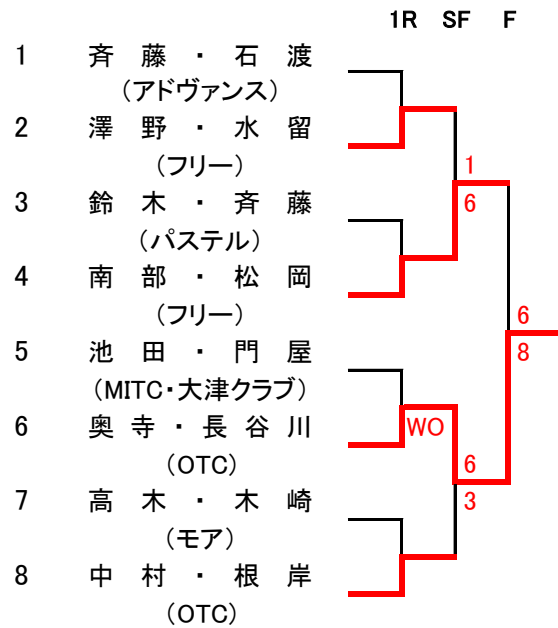 1R SF F
1 斉 藤 ・ 石 渡
(アドヴァンス)
2 澤 野 ・ 水 留
(フリー)
1
3 鈴 木 ・ 斉 藤
6
(パステル)
4 南 部 ・ 松 岡
(フリー)
6
5 池 田 ・ 門 屋
8
(MITC・大津クラブ)
6 奥 寺 ・ 長 谷 川
WO
(OTC)
6
7 高 木 ・ 木 崎
3
(モア)
8 中 村 ・ 根 岸
(OTC)